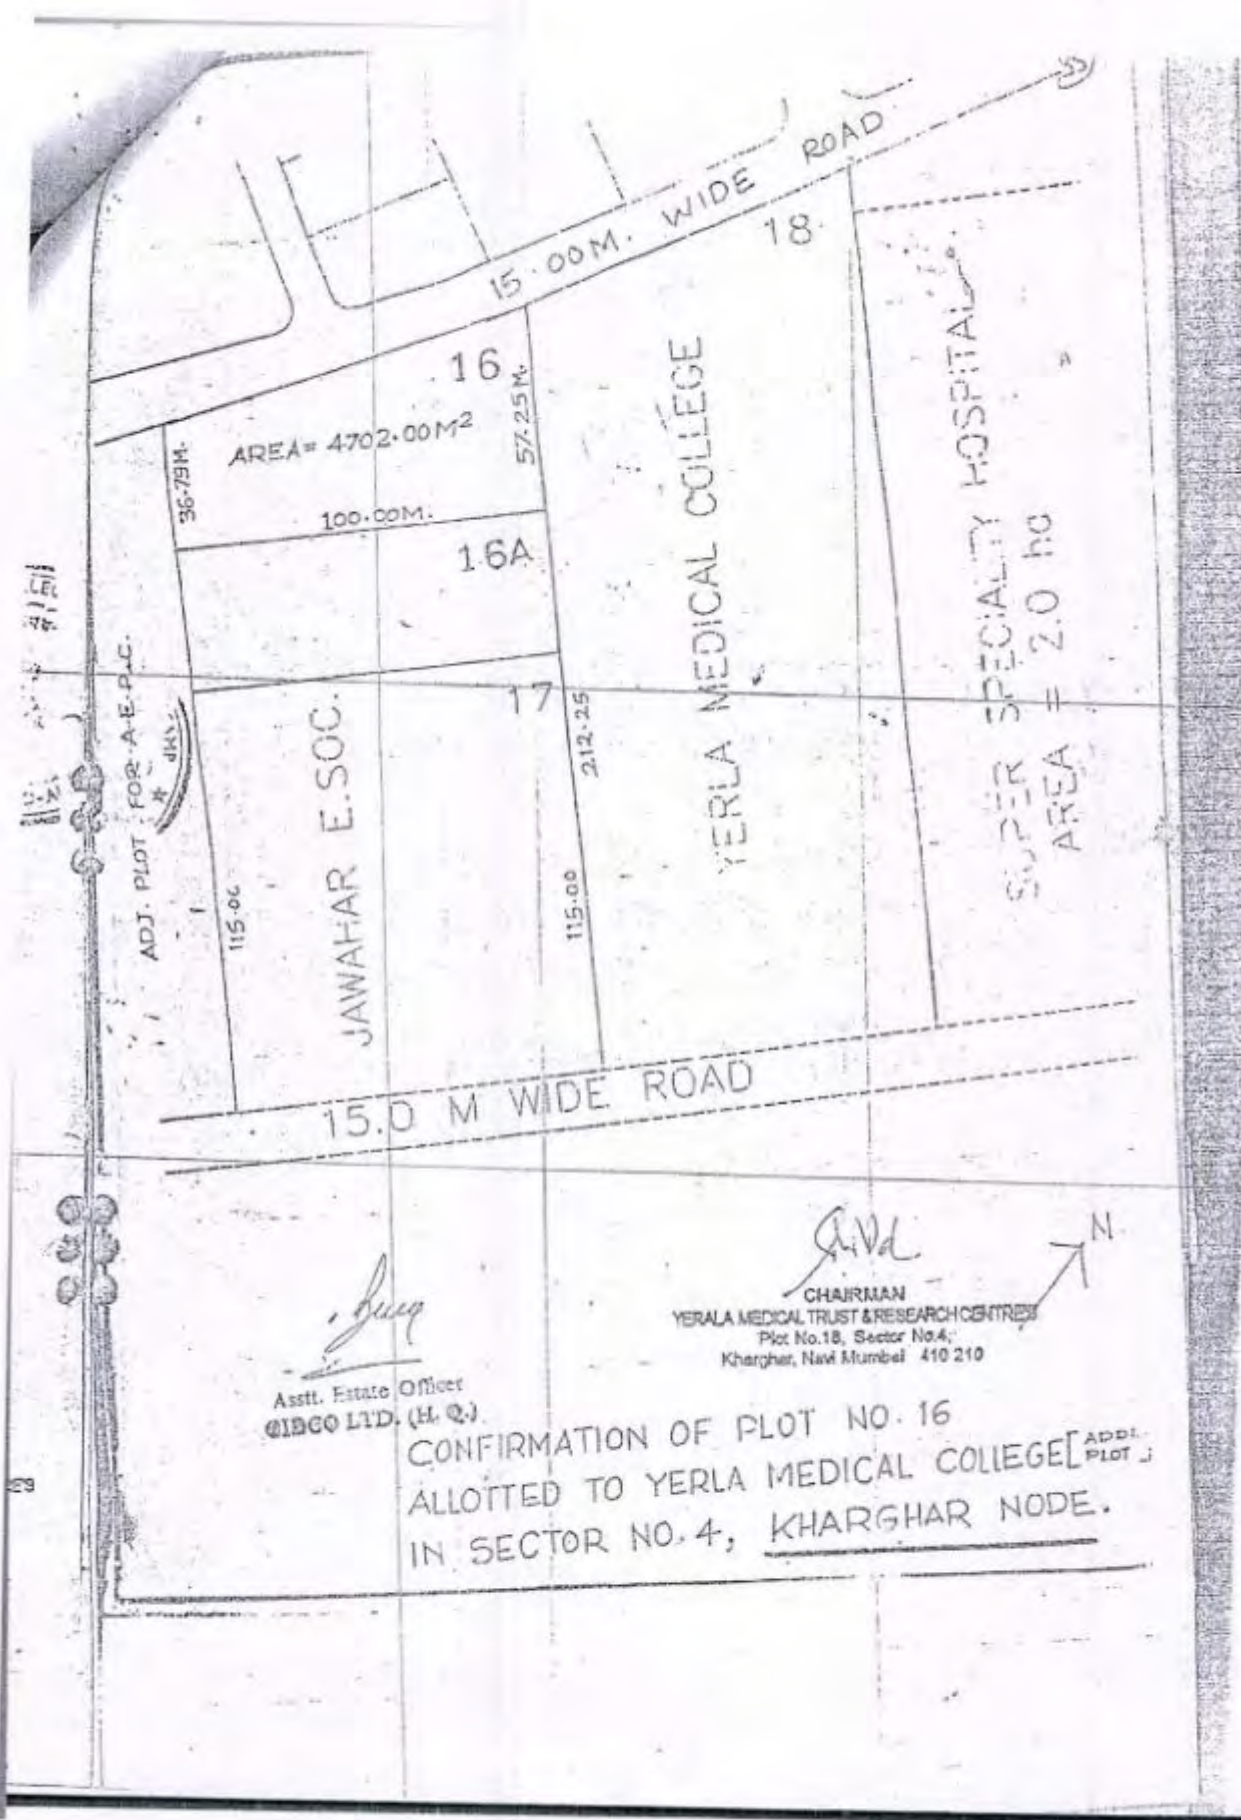 15.00M. WIDE ROAD
18
16
AREA= 4702.00M²
36.79M.
57.25M.
100.00M.
16A
17
YERLA MEDICAL COLLEGE
SUPER SPECIALITY HOSPITAL
AREA = 2.0 ha
ADJ. PLOT FOR A.E.P.C.
JAWAHAR E.SOC.
212.25
115.00
115.00
15.0 M WIDE ROAD
N
CHAIRMAN
YERALA MEDICAL TRUST & RESEARCH CENTRES
Plot No.18, Sector No.4,
Kharghar, Navi Mumbai 410 210
Asstt. Estate Officer
CIDCO LTD. (H. Q.)
CONFIRMATION OF PLOT NO. 16
ALLOTTED TO YERLA MEDICAL COLLEGE [ADDL. PLOT]
IN SECTOR NO. 4, KHARGHAR NODE.